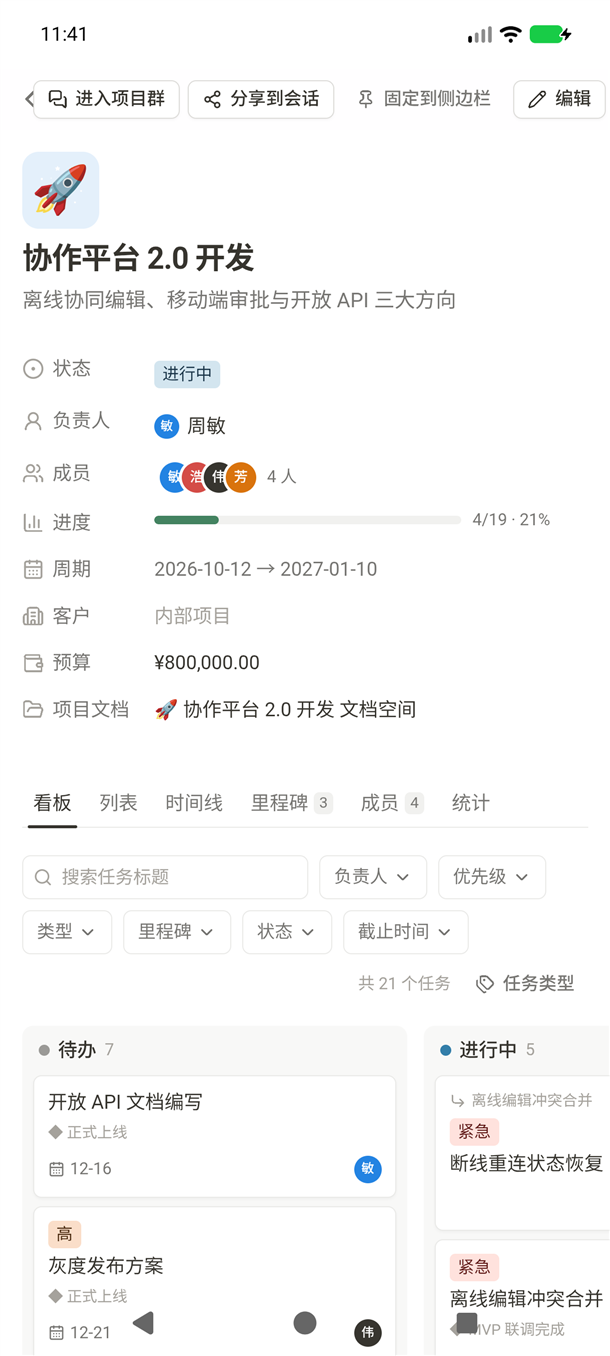 11:41
进入项目群 分享到会话 固定到侧边栏 编辑
协作平台 2.0 开发
离线协同编辑、移动端审批与开放 API 三大方向
状态 进行中
负责人 敏 周敏
成员 敏 浩 伟 芳 4 人
进度 4/19 · 21%
周期 2026-10-12 → 2027-01-10
客户 内部项目
预算 ¥800,000.00
项目文档 协作平台 2.0 开发 文档空间
看板 列表 时间线 里程碑 3 成员 4 统计
搜索任务标题 负责人 优先级
类型 里程碑 状态 截止时间
共 21 个任务 任务类型
待办 7
开放 API 文档编写
正式上线
12-16 敏
高
灰度发布方案
正式上线
12-21 伟
进行中 5
离线编辑冲突合并
紧急
断线重连状态恢复
紧急
离线编辑冲突合并
MVP 联调完成